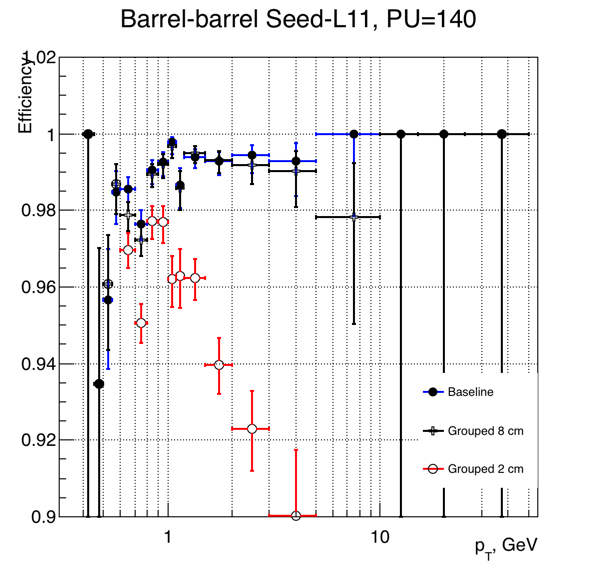 Barrel-barrel Seed-L11, PU=140
Efficiency
1.02
1
0.98
0.96
0.94
0.92
0.9
Baseline
Grouped 8 cm
Grouped 2 cm
1
10
pT, GeV